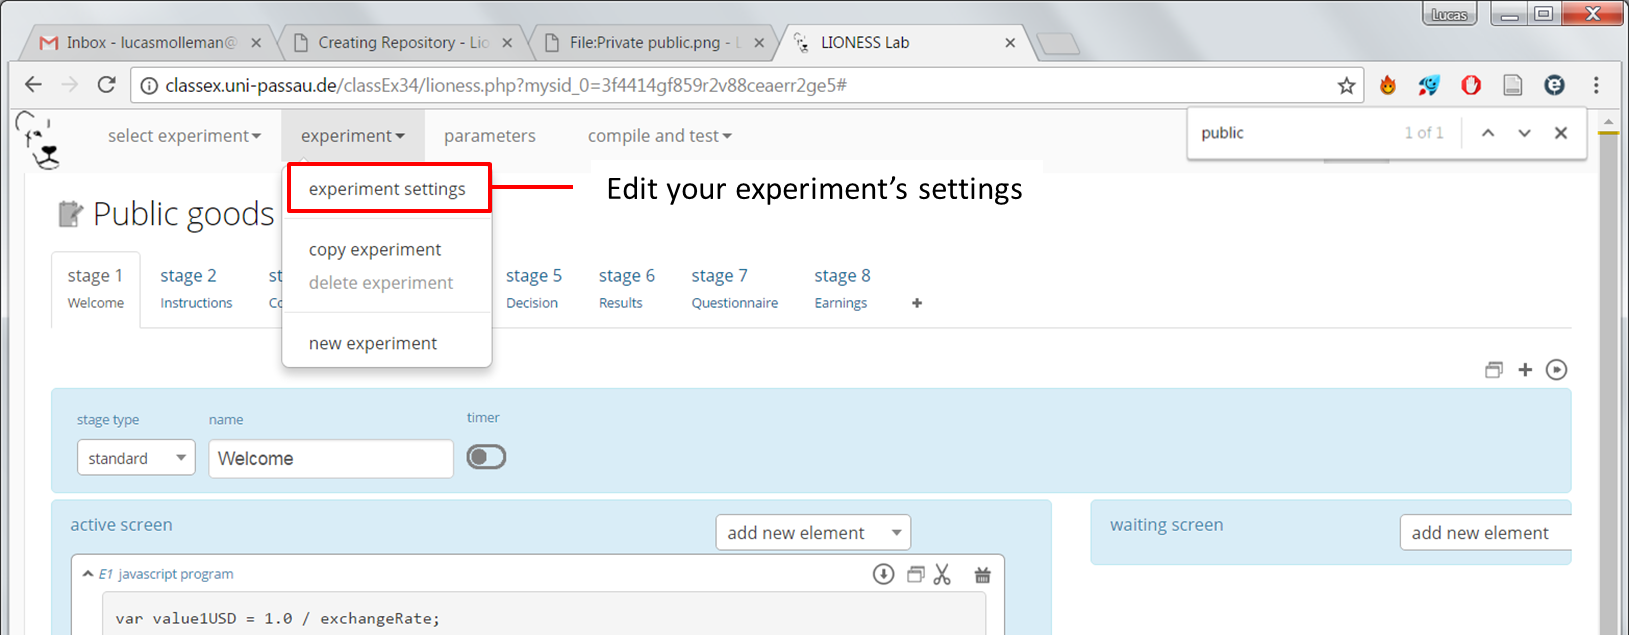 Lucas
Inbox - lucasmolleman@
Creating Repository - Lio
File:Private public.png - L
LIONESS Lab
classex.uni-passau.de/classEx34/lioness.php?mysid_0=3f4414gf859r2v88ceaerr2ge5#
select experiment
experiment
parameters
compile and test
public
1 of 1
experiment settings
Edit your experiment’s settings
Public goods
copy experiment
delete experiment
new experiment
stage 1
Welcome
stage 2
Instructions
st
Co
stage 5
Decision
stage 6
Results
stage 7
Questionnaire
stage 8
Earnings
stage type
name
timer
standard
Welcome
active screen
add new element
waiting screen
add new element
E1 javascript program
var value1USD = 1.0 / exchangeRate;